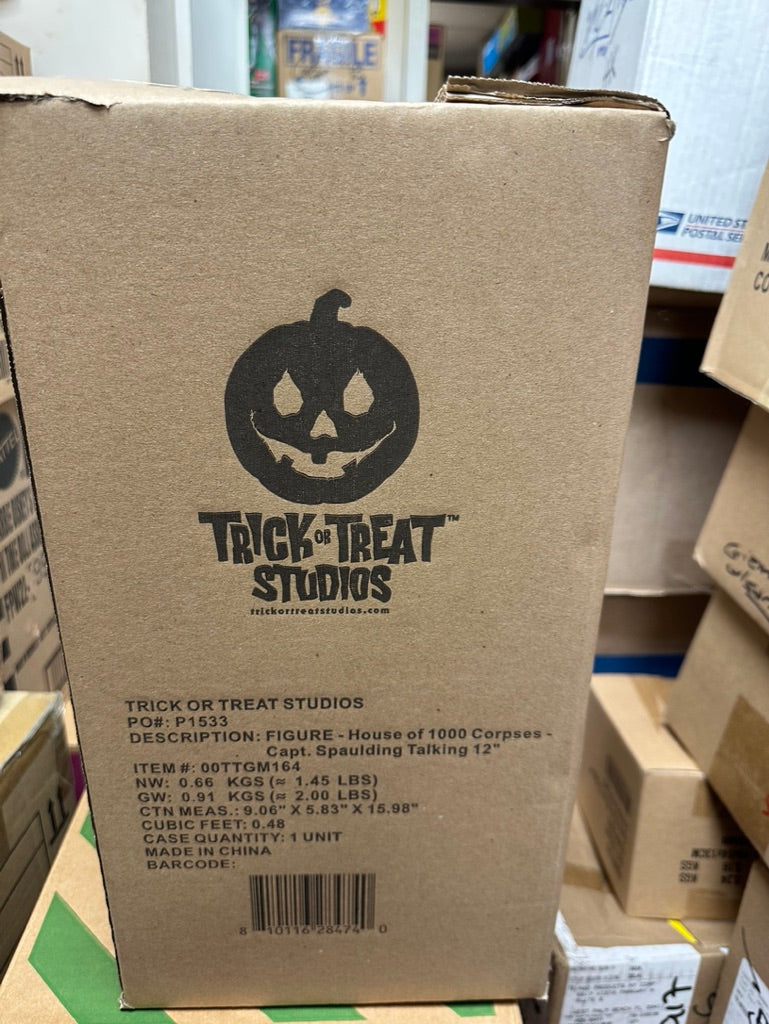 FRAGILE
UNITED ST
POSTAL SE
TRICK OR TREAT™
STUDIOS
trickortreatstudios.com
TRICK OR TREAT STUDIOS
PO#: P1533
DESCRIPTION: FIGURE - House of 1000 Corpses -
Capt. Spaulding Talking 12"
ITEM #: 00TTGM164
NW: 0.66 KGS (≈ 1.45 LBS)
GW: 0.91 KGS (≈ 2.00 LBS)
CTN MEAS.: 9.06" X 5.83" X 15.98"
CUBIC FEET: 0.48
CASE QUANTITY: 1 UNIT
MADE IN CHINA
BARCODE:
8 10116 28474 0